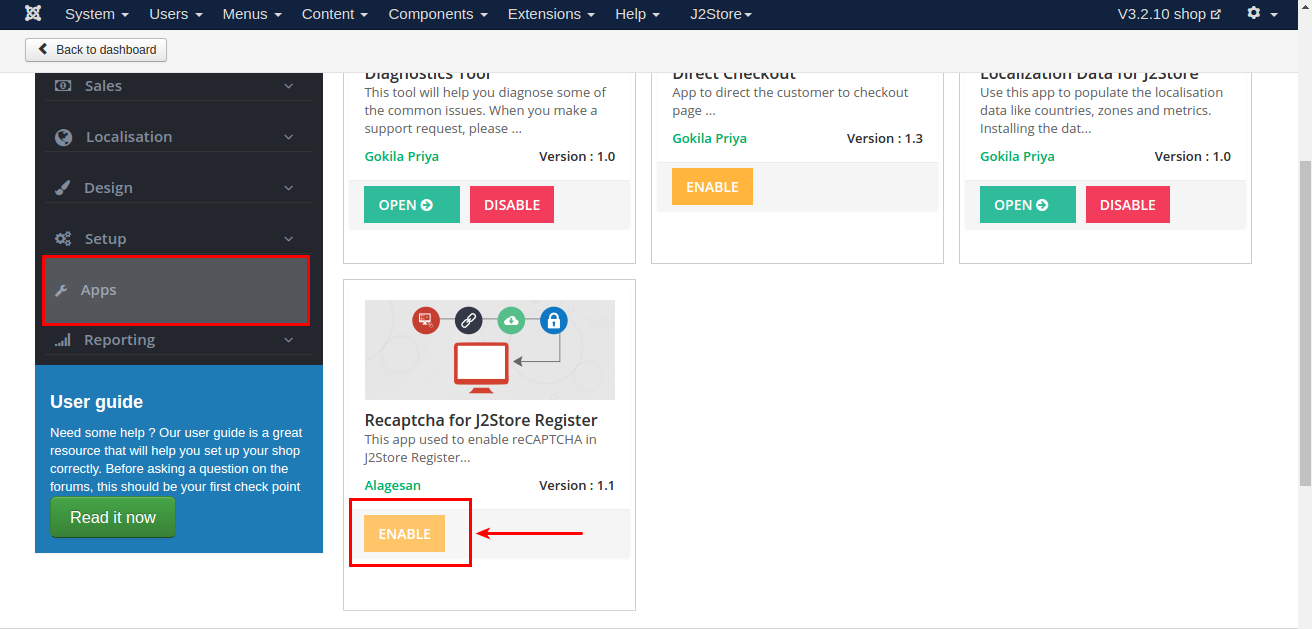 System Users Menus Content Components Extensions Help J2Store V3.2.10 shop
Back to dashboard
Sales
Localisation
Design
Setup
Apps
Reporting
User guide
Need some help ? Our user guide is a great
resource that will help you set up your shop
correctly. Before asking a question on the
forums, this should be your first check point
Read it now
Diagnostics Tool
This tool will help you diagnose some of
the common issues. When you make a
support request, please ...
Gokila Priya Version : 1.0
OPEN DISABLE
Direct Checkout
App to direct the customer to checkout
page ...
Gokila Priya Version : 1.3
ENABLE
Localization Data for J2Store
Use this app to populate the localisation
data like countries, zones and metrics.
Installing the dat...
Gokila Priya Version : 1.0
OPEN DISABLE
Recaptcha for J2Store Register
This app used to enable reCAPTCHA in
J2Store Register...
Alagesan Version : 1.1
ENABLE